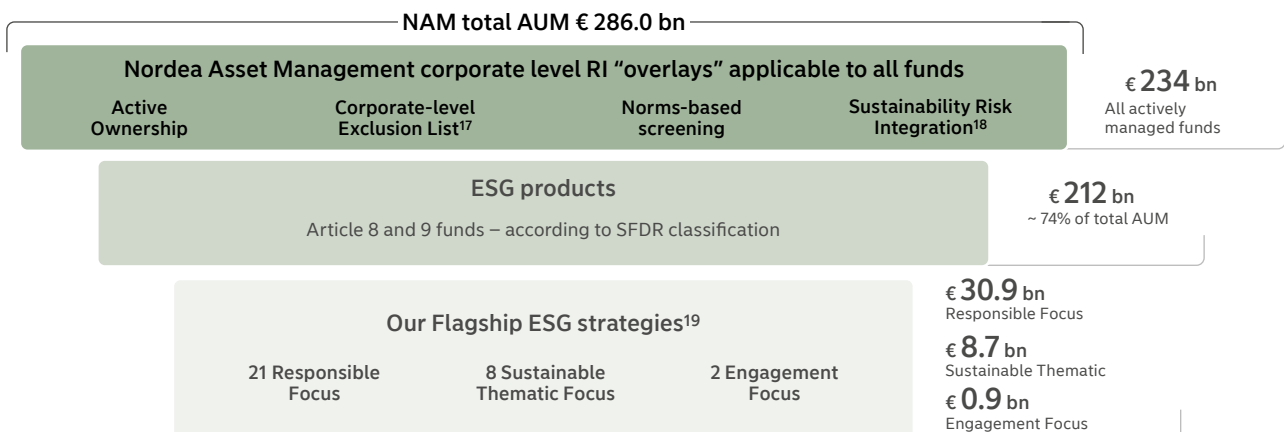 NAM total AUM € 286.0 bn
Nordea Asset Management corporate level RI “overlays” applicable to all funds
Active
Ownership
Corporate-level
Exclusion List17
Norms-based
screening
Sustainability Risk
Integration18
€ 234 bn
All actively
managed funds
ESG products
Article 8 and 9 funds – according to SFDR classification
€ 212 bn
~ 74% of total AUM
Our Flagship ESG strategies19
21 Responsible
Focus
8 Sustainable
Thematic Focus
2 Engagement
Focus
€ 30.9 bn
Responsible Focus
€ 8.7 bn
Sustainable Thematic
€ 0.9 bn
Engagement Focus